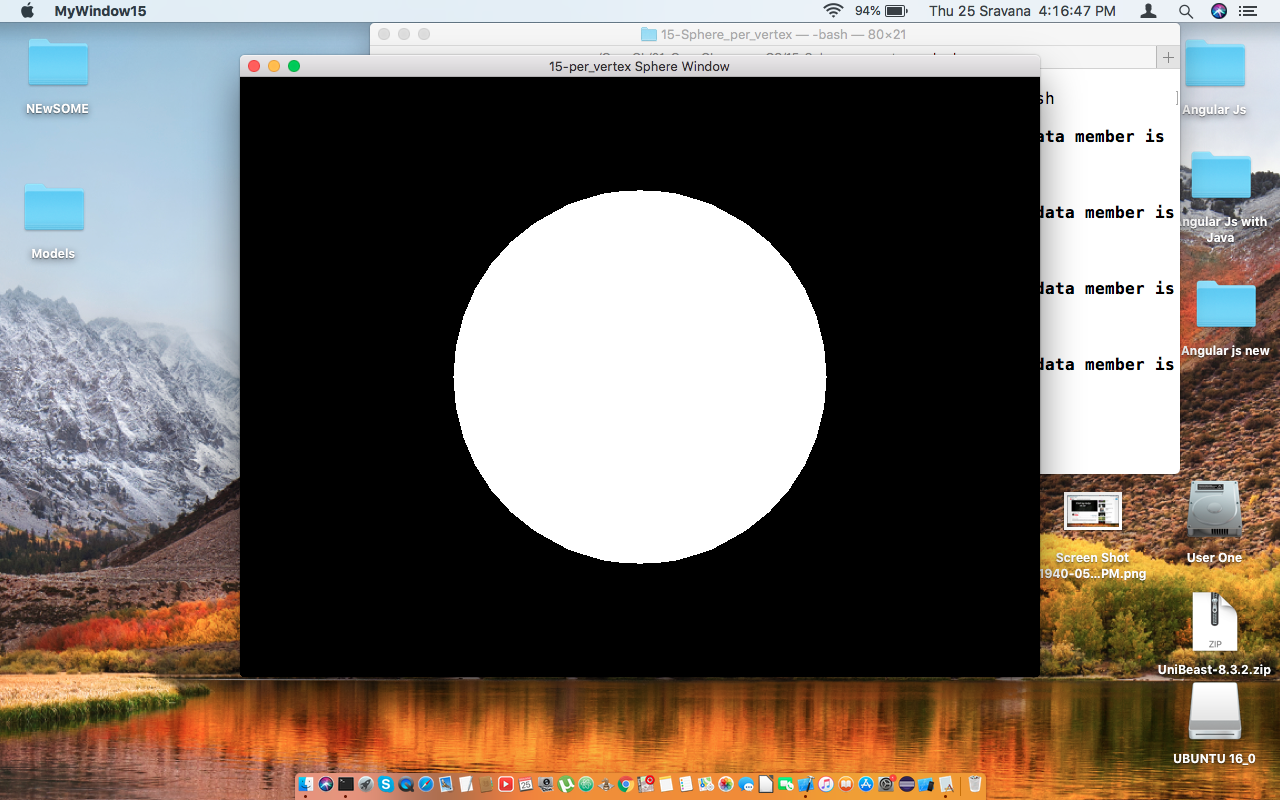 MyWindow15
94%
Thu 25 Sravana 4:16:47 PM
15-Sphere_per_vertex — -bash — 80×21
15-per_vertex Sphere Window
sh
ata member is
data member is
data member is
data member is
NEwSOME
Models
Angular Js
Angular Js with
Java
Angular js new
Screen Shot
1940-05...PM.png
User One
ZIP
UniBeast-8.3.2.zip
UBUNTU 16_0
25